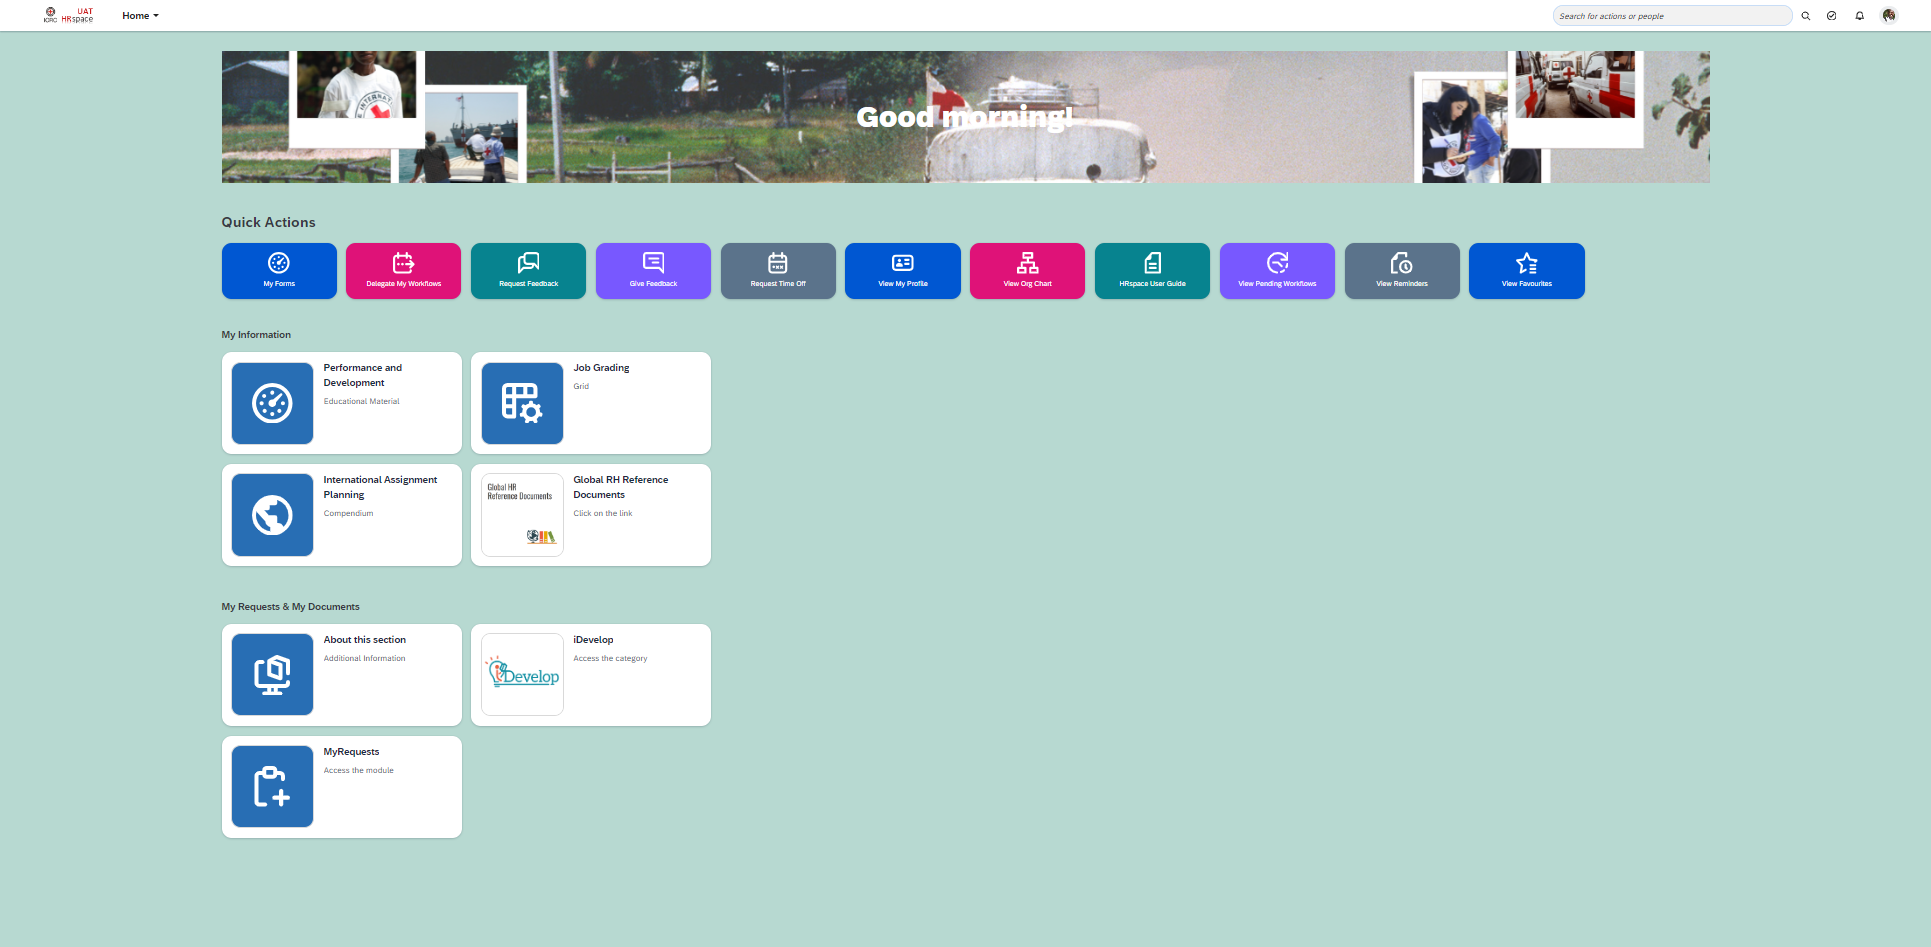 ICRC
UAT
HRspace
Home
Search for actions or people
INTERNAT
Good morning!
Quick Actions
My Forms
Delegate My Workflows
Request Feedback
Give Feedback
Request Time Off
View My Profile
View Org Chart
HRspace User Guide
View Pending Workflows
View Reminders
View Favourites
My Information
Performance and
Development
Educational Material
Job Grading
Grid
International Assignment
Planning
Compendium
Global HR
Reference Documents
Global RH Reference
Documents
Click on the link
My Requests & My Documents
About this section
Additional Information
iDevelop
iDevelop
Access the category
MyRequests
Access the module